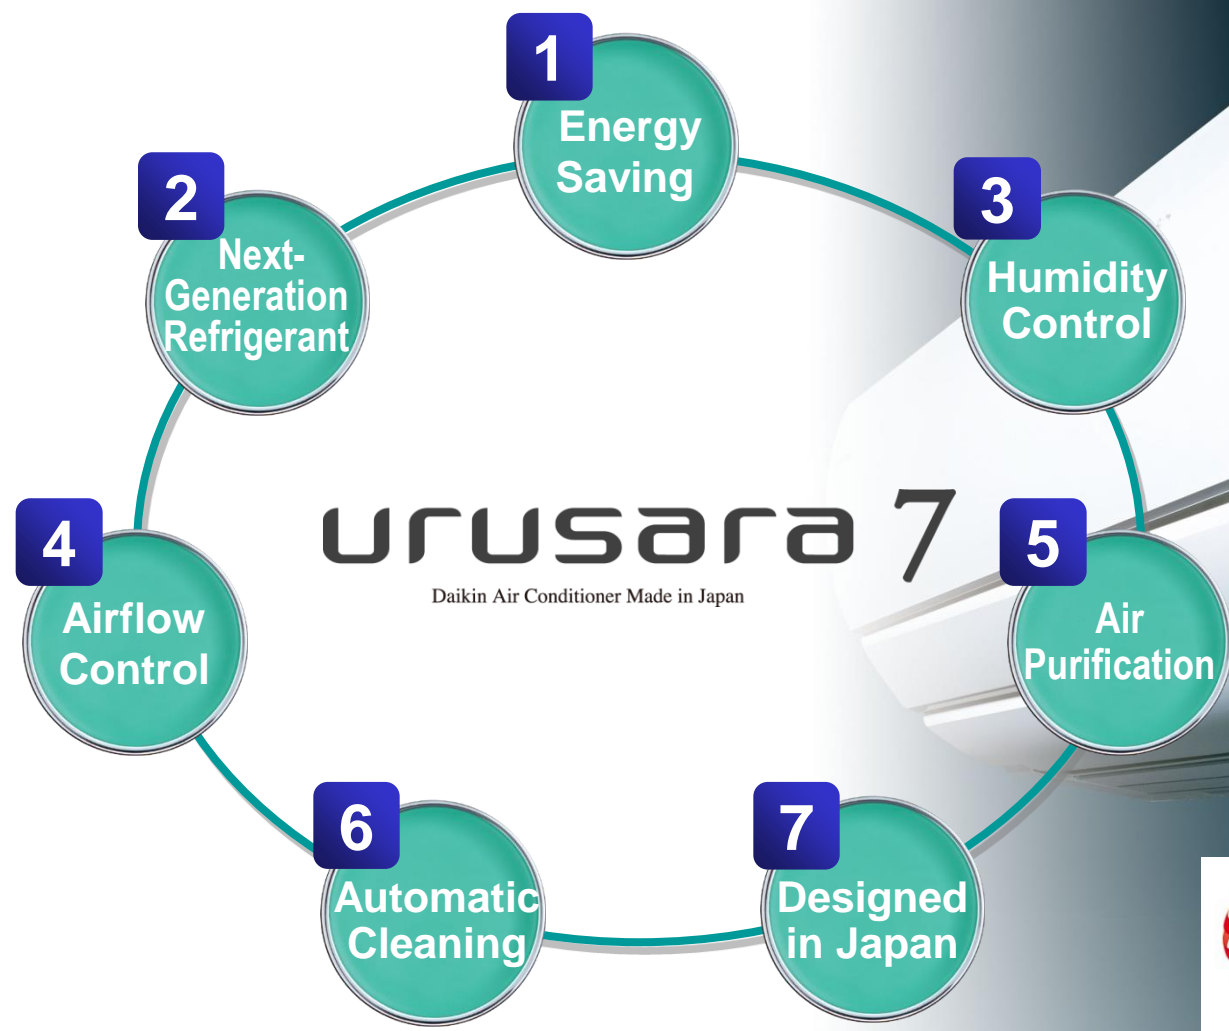 1
Energy
Saving
2
Next-
Generation
Refrigerant
3
Humidity
Control
4
Airflow
Control
urusara 7
Daikin Air Conditioner Made in Japan
5
Air
Purification
6
Automatic
Cleaning
7
Designed
in Japan